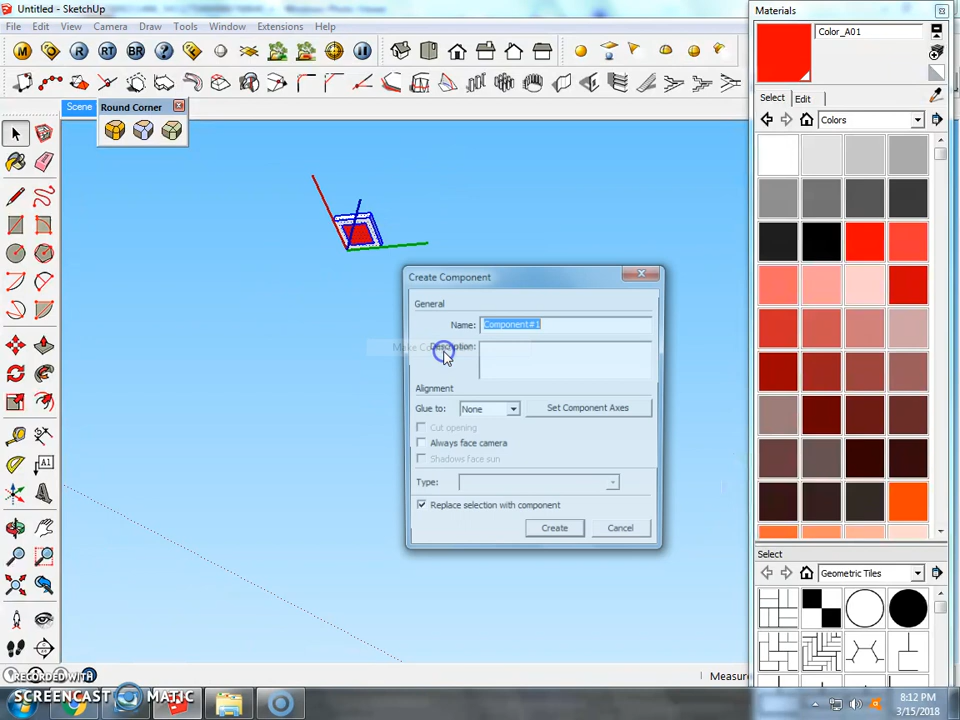 Untitled - SketchUp
File Edit View Camera Draw Tools Window Extensions Help
Scene
Round Corner
Materials
Color_A01
Select Edit
Colors
Create Component
General
Name: Component#1
Description:
Alignment
Glue to: None Set Component Axes
Cut opening
Always face camera
Shadows face sun
Type:
Replace selection with component
Create Cancel
Select
Geometric Tiles
Measure
RECORDED WITH
SCREENCAST MATIC
8:12 PM
3/15/2018